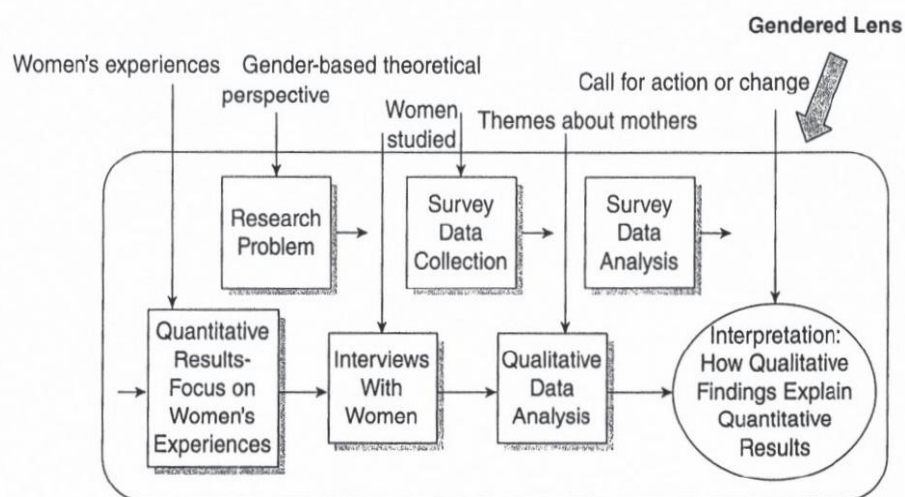 Gendered Lens
Women's experiences
Gender-based theoretical
perspective
Women
studied
Themes about mothers
Call for action or change
Research
Problem
Survey
Data
Collection
Survey
Data
Analysis
Quantitative
Results-
Focus on
Women's
Experiences
Interviews
With
Women
Qualitative
Data
Analysis
Interpretation:
How Qualitative
Findings Explain
Quantitative
Results